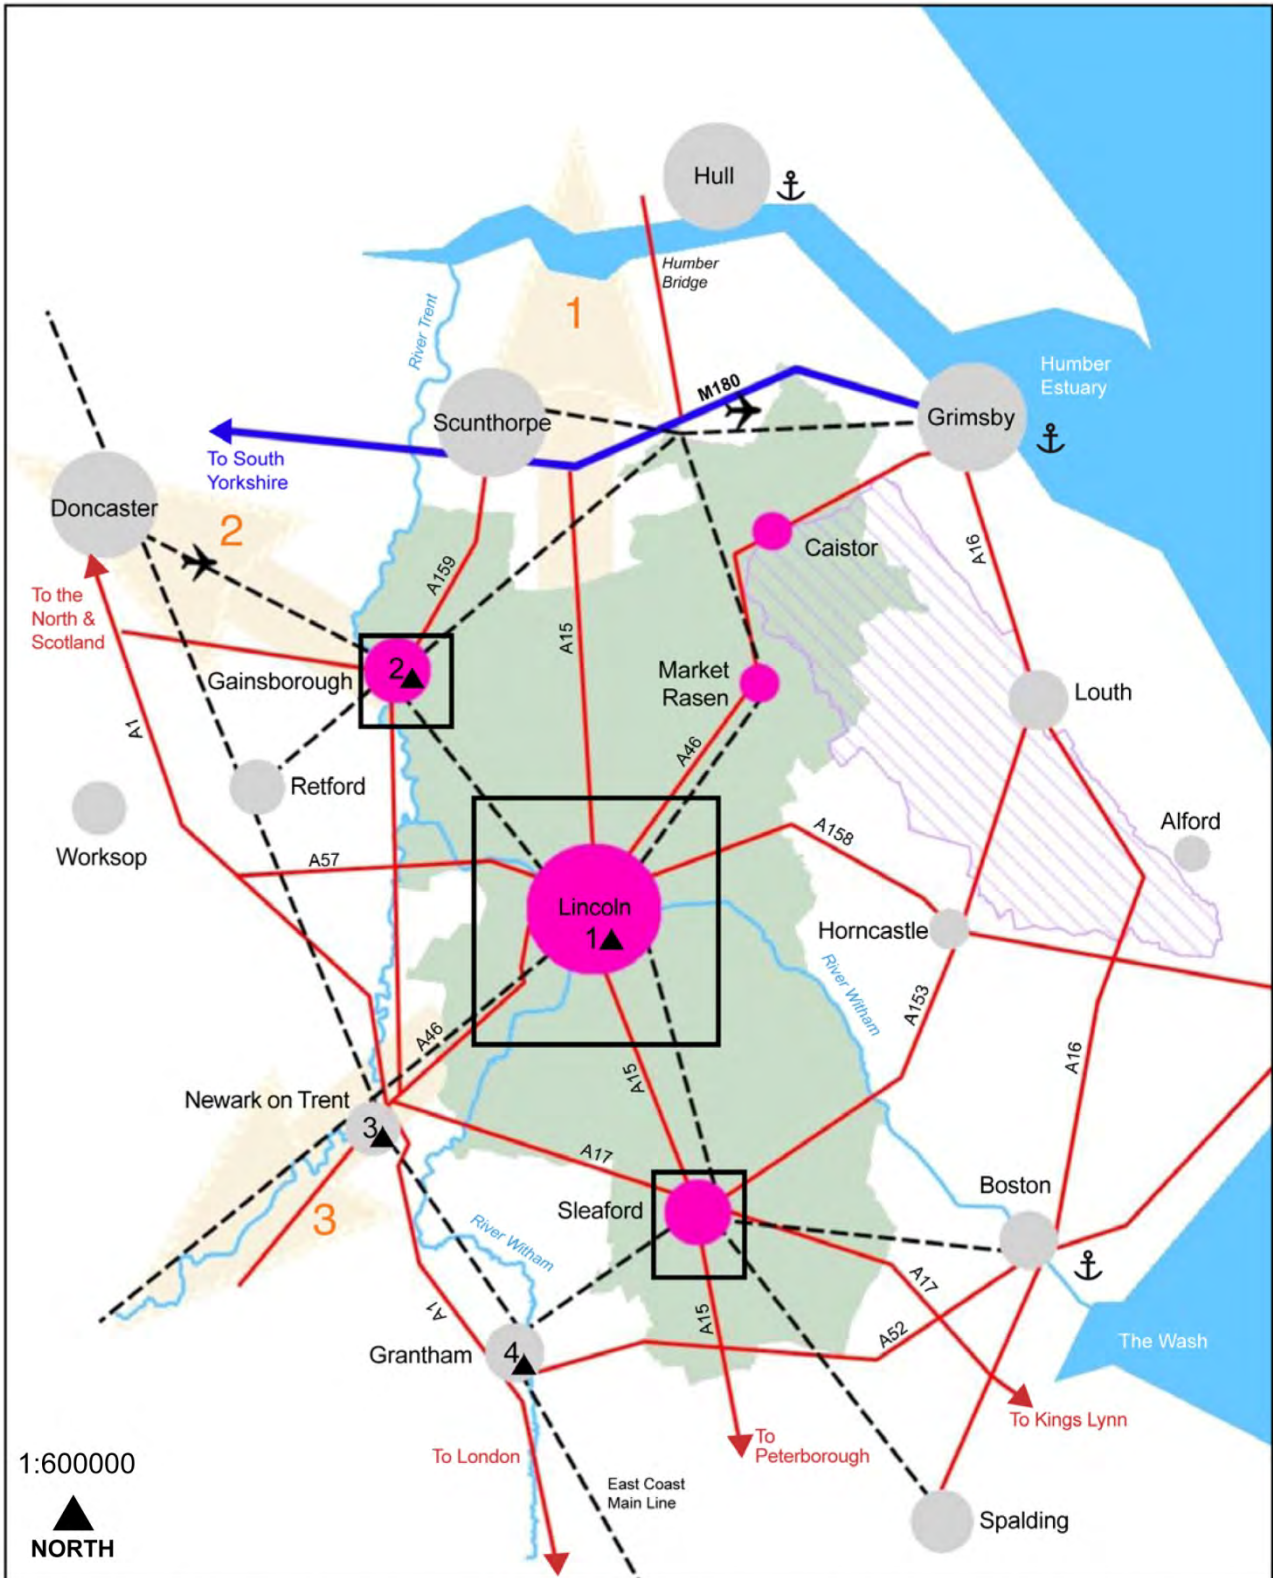 Hull
Humber
Bridge
1
River Trent
Humber
Estuary
M180
Scunthorpe
Grimsby
To South
Yorkshire
Doncaster
2
Caistor
A16
A159
To the
North &
Scotland
A15
Market
Rasen
2
Gainsborough
Louth
A1
A46
Retford
Worksop
Alford
A158
A57
Lincoln
1
Horncastle
River Witham
A153
A46
A16
A15
Newark on Trent
3
A17
Boston
Sleaford
3
River Witham
A17
A1
A15
A52
The Wash
Grantham
4
To Kings Lynn
To
Peterborough
To London
1:600000
East Coast
Main Line
Spalding
NORTH